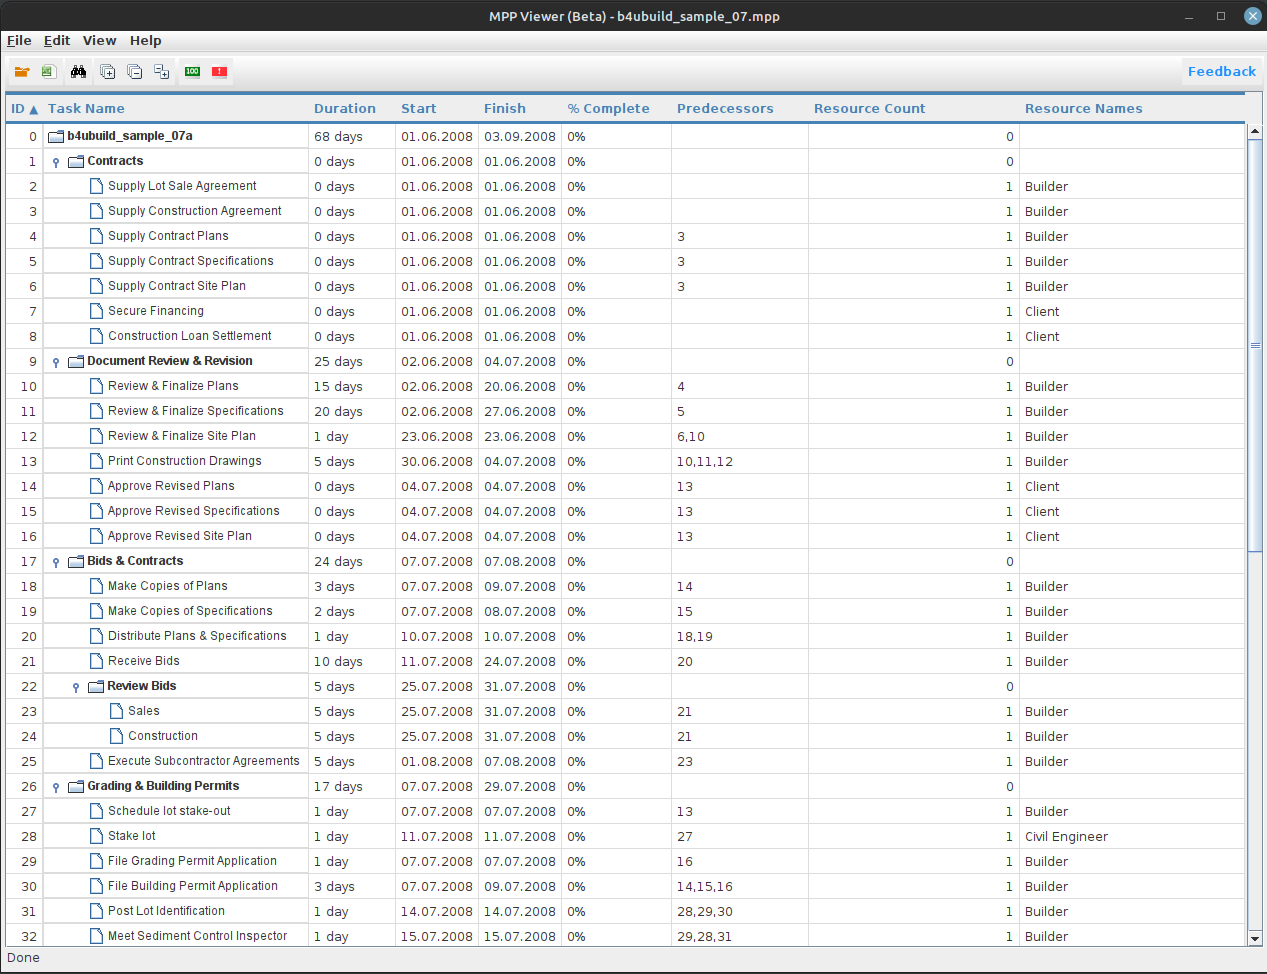 MPP Viewer (Beta) - b4ubuild_sample_07.mpp
File Edit View Help
100 ! Feedback
ID Task Name Duration Start Finish % Complete Predecessors Resource Count Resource Names
0 b4ubuild_sample_07a 68 days 01.06.2008 03.09.2008 0% 0
1 Contracts 0 days 01.06.2008 01.06.2008 0% 0
2 Supply Lot Sale Agreement 0 days 01.06.2008 01.06.2008 0% 1 Builder
3 Supply Construction Agreement 0 days 01.06.2008 01.06.2008 0% 1 Builder
4 Supply Contract Plans 0 days 01.06.2008 01.06.2008 0% 3 1 Builder
5 Supply Contract Specifications 0 days 01.06.2008 01.06.2008 0% 3 1 Builder
6 Supply Contract Site Plan 0 days 01.06.2008 01.06.2008 0% 3 1 Builder
7 Secure Financing 0 days 01.06.2008 01.06.2008 0% 1 Client
8 Construction Loan Settlement 0 days 01.06.2008 01.06.2008 0% 1 Client
9 Document Review & Revision 25 days 02.06.2008 04.07.2008 0% 0
10 Review & Finalize Plans 15 days 02.06.2008 20.06.2008 0% 4 1 Builder
11 Review & Finalize Specifications 20 days 02.06.2008 27.06.2008 0% 5 1 Builder
12 Review & Finalize Site Plan 1 day 23.06.2008 23.06.2008 0% 6,10 1 Builder
13 Print Construction Drawings 5 days 30.06.2008 04.07.2008 0% 10,11,12 1 Builder
14 Approve Revised Plans 0 days 04.07.2008 04.07.2008 0% 13 1 Client
15 Approve Revised Specifications 0 days 04.07.2008 04.07.2008 0% 13 1 Client
16 Approve Revised Site Plan 0 days 04.07.2008 04.07.2008 0% 13 1 Client
17 Bids & Contracts 24 days 07.07.2008 07.08.2008 0% 0
18 Make Copies of Plans 3 days 07.07.2008 09.07.2008 0% 14 1 Builder
19 Make Copies of Specifications 2 days 07.07.2008 08.07.2008 0% 15 1 Builder
20 Distribute Plans & Specifications 1 day 10.07.2008 10.07.2008 0% 18,19 1 Builder
21 Receive Bids 10 days 11.07.2008 24.07.2008 0% 20 1 Builder
22 Review Bids 5 days 25.07.2008 31.07.2008 0% 0
23 Sales 5 days 25.07.2008 31.07.2008 0% 21 1 Builder
24 Construction 5 days 25.07.2008 31.07.2008 0% 21 1 Builder
25 Execute Subcontractor Agreements 5 days 01.08.2008 07.08.2008 0% 23 1 Builder
26 Grading & Building Permits 17 days 07.07.2008 29.07.2008 0% 0
27 Schedule lot stake-out 1 day 07.07.2008 07.07.2008 0% 13 1 Builder
28 Stake lot 1 day 11.07.2008 11.07.2008 0% 27 1 Civil Engineer
29 File Grading Permit Application 1 day 07.07.2008 07.07.2008 0% 16 1 Builder
30 File Building Permit Application 3 days 07.07.2008 09.07.2008 0% 14,15,16 1 Builder
31 Post Lot Identification 1 day 14.07.2008 14.07.2008 0% 28,29,30 1 Builder
32 Meet Sediment Control Inspector 1 day 15.07.2008 15.07.2008 0% 29,28,31 1 Builder
Done